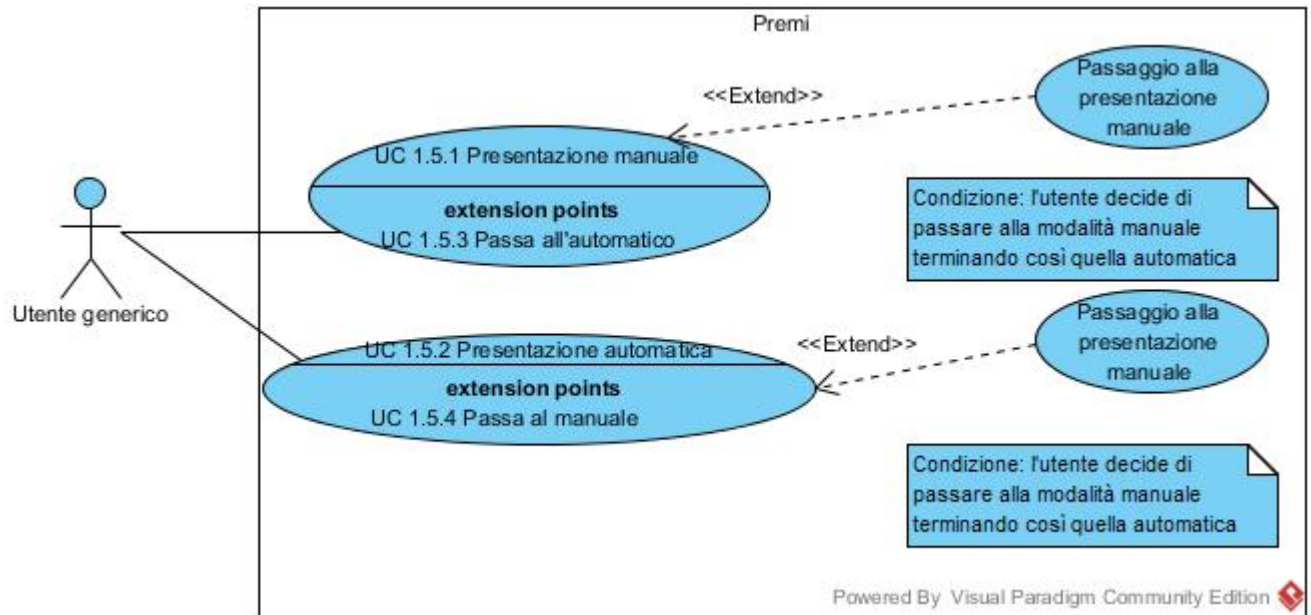 Premi
Passaggio alla
presentazione
manuale
<<Extend>>
UC 1.5.1 Presentazione manuale
extension points
UC 1.5.3 Passa all'automatico
Condizione: l'utente decide di
passare alla modalità manuale
terminando così quella automatica
Utente generico
Passaggio alla
presentazione
manuale
<<Extend>>
UC 1.5.2 Presentazione automatica
extension points
UC 1.5.4 Passa al manuale
Condizione: l'utente decide di
passare alla modalità manuale
terminando così quella automatica
Powered By Visual Paradigm Community Edition